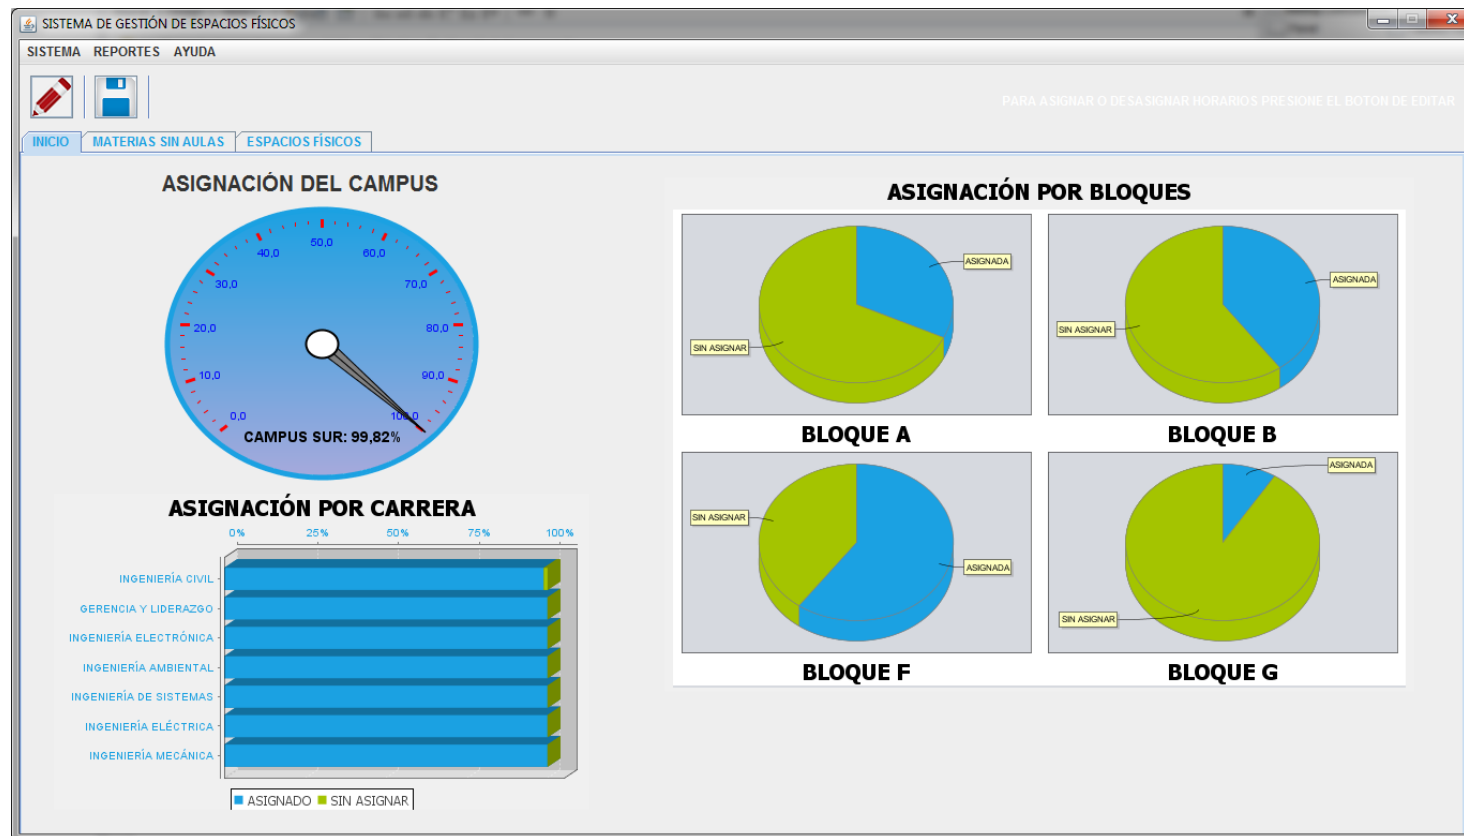 SISTEMA DE GESTIÓN DE ESPACIOS FÍSICOS
SISTEMA REPORTES AYUDA
PARA ASIGNAR O DESASIGNAR HORARIOS PRESIONE EL BOTON DE EDITAR
INICIO MATERIAS SIN AULAS ESPACIOS FÍSICOS
ASIGNACIÓN DEL CAMPUS
0,0
10,0
20,0
30,0
40,0
50,0
60,0
70,0
80,0
90,0
100,0
CAMPUS SUR: 99,82%
ASIGNACIÓN POR CARRERA
0% 25% 50% 75% 100%
INGENIERÍA CIVIL
GERENCIA Y LIDERAZGO
INGENIERÍA ELECTRÓNICA
INGENIERÍA AMBIENTAL
INGENIERÍA DE SISTEMAS
INGENIERÍA ELÉCTRICA
INGENIERÍA MECÁNICA
ASIGNADO SIN ASIGNAR
ASIGNACIÓN POR BLOQUES
ASIGNADA
SIN ASIGNAR
BLOQUE A
ASIGNADA
SIN ASIGNAR
BLOQUE B
SIN ASIGNAR
ASIGNADA
BLOQUE F
ASIGNADA
SIN ASIGNAR
BLOQUE G